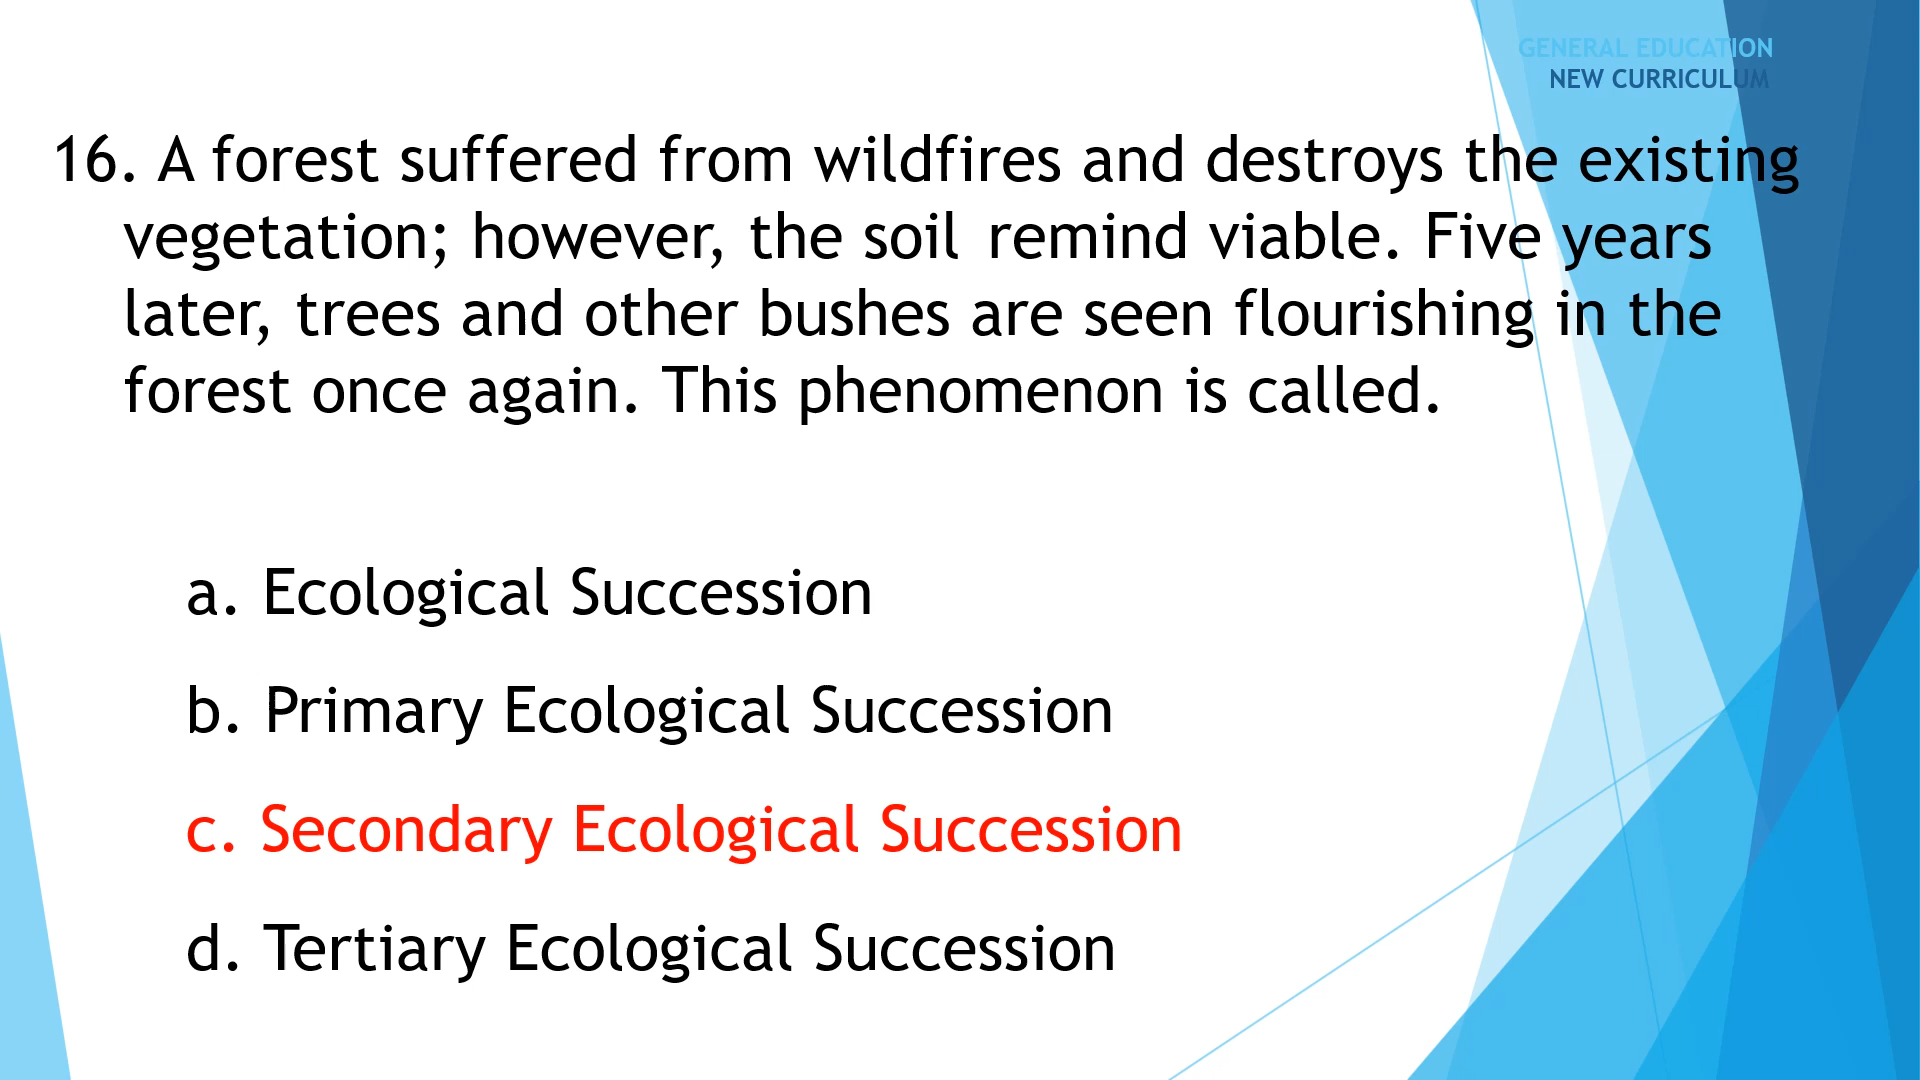 GENERAL EDUCATION
NEW CURRICULUM
16. A forest suffered from wildfires and destroys the existing
vegetation; however, the soil remind viable. Five years
later, trees and other bushes are seen flourishing in the
forest once again. This phenomenon is called.
a. Ecological Succession
b. Primary Ecological Succession
c. Secondary Ecological Succession
d. Tertiary Ecological Succession